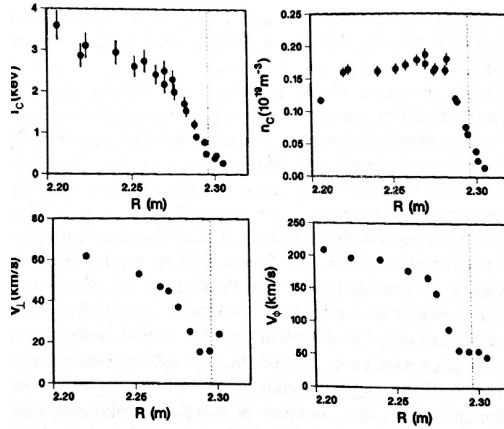 4
3
2
1
0
2.20 2.25 2.30
R (m)
T_C(keV)
0.25
0.20
0.15
0.10
0.05
0.00
2.20 2.25 2.30
R (m)
n_C(10^19 m^-3)
80
60
40
20
0
2.20 2.25 2.30
R (m)
V_⊥(km/s)
250
200
150
100
50
0
2.20 2.25 2.30
R (m)
V_ϕ(km/s)